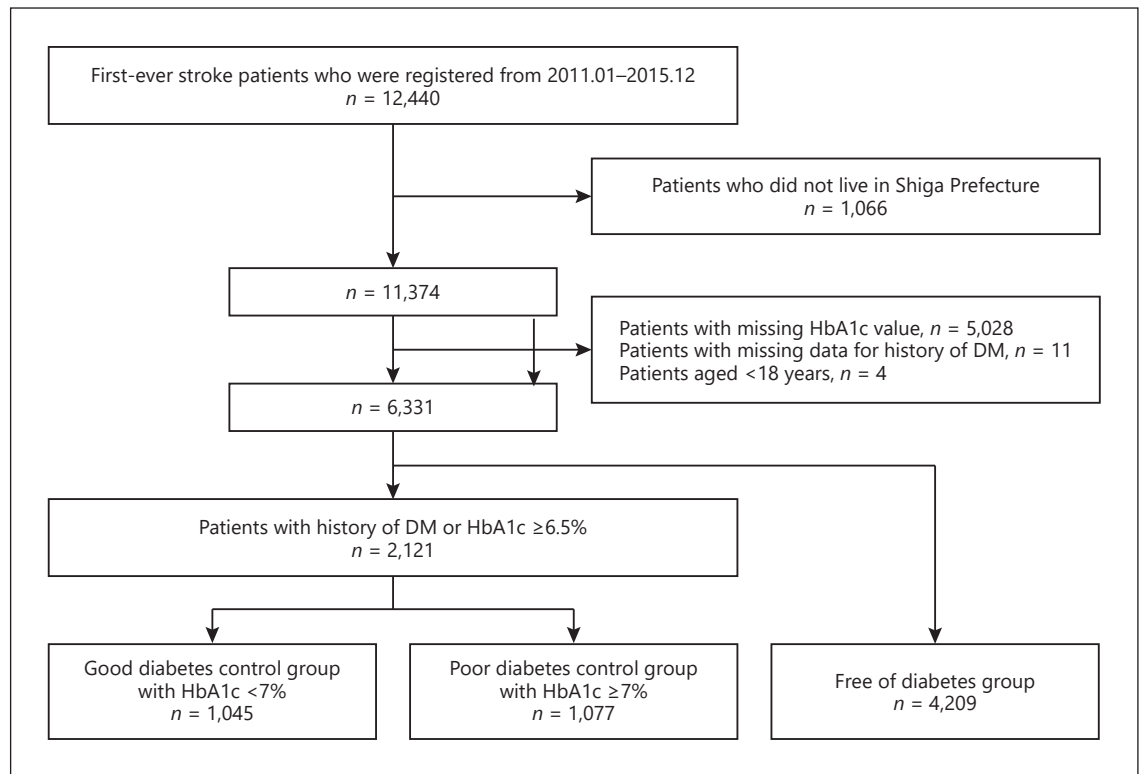 First-ever stroke patients who were registered from 2011.01–2015.12
n = 12,440
Patients who did not live in Shiga Prefecture
n = 1,066
n = 11,374
Patients with missing HbA1c value, n = 5,028
Patients with missing data for history of DM, n = 11
Patients aged <18 years, n = 4
n = 6,331
Patients with history of DM or HbA1c ≥6.5%
n = 2,121
Good diabetes control group
with HbA1c <7%
n = 1,045
Poor diabetes control group
with HbA1c ≥7%
n = 1,077
Free of diabetes group
n = 4,209